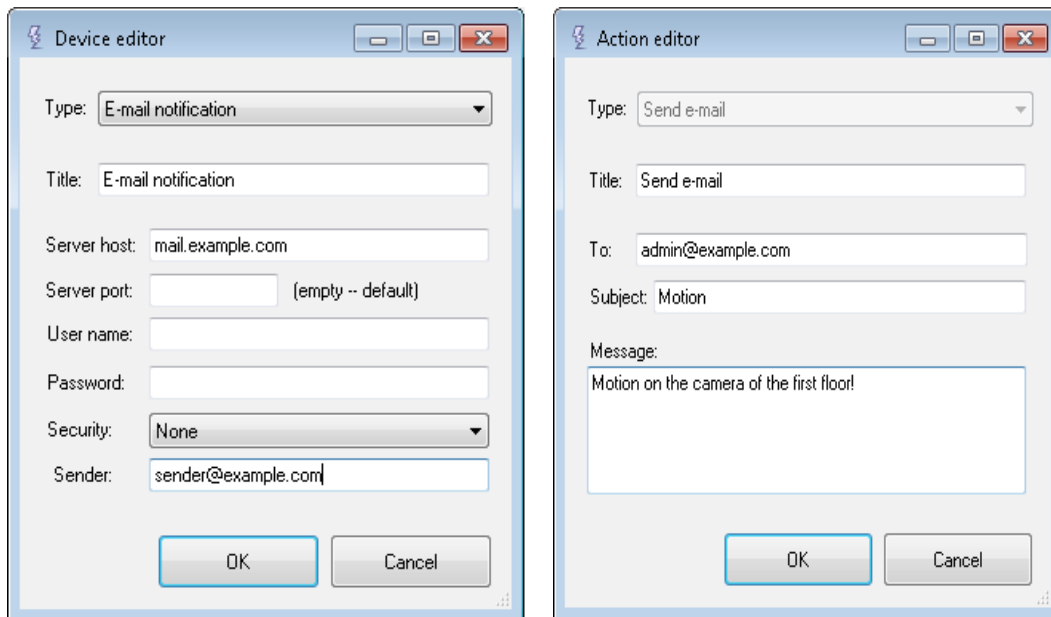 Device editor
Type: E-mail notification
Title: E-mail notification
Server host: mail.example.com
Server port: (empty -- default)
User name:
Password:
Security: None
Sender: sender@example.com
OK Cancel
Action editor
Type: Send e-mail
Title: Send e-mail
To: admin@example.com
Subject: Motion
Message:
Motion on the camera of the first floor!
OK Cancel